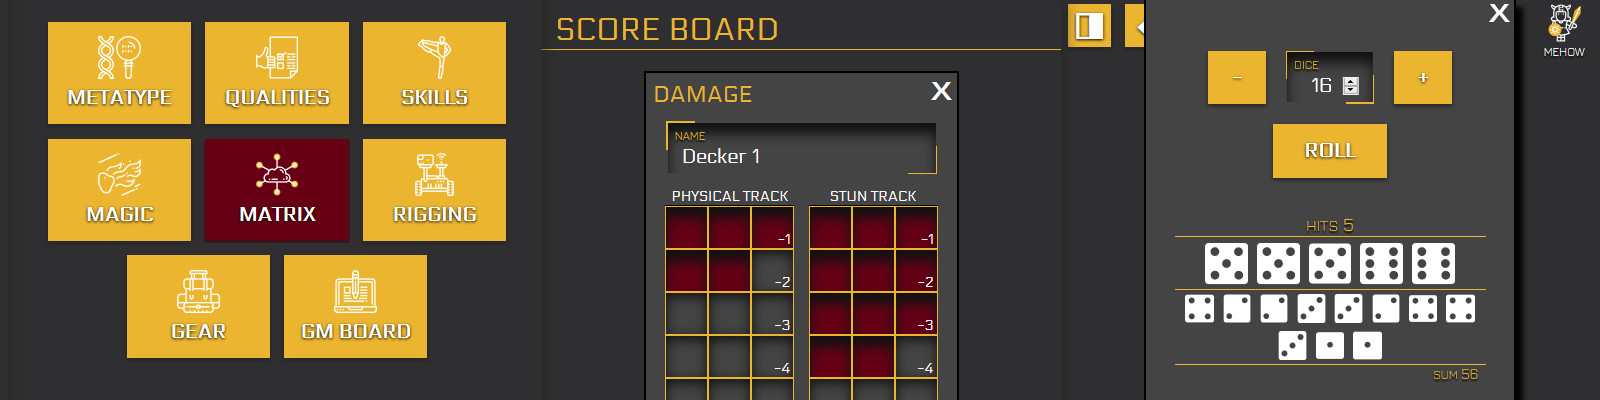 METATYPE
QUALITIES
SKILLS
MAGIC
MATRIX
RIGGING
GEAR
GM BOARD
SCORE BOARD
DAMAGE
X
NAME
Decker 1
PHYSICAL TRACK
STUN TRACK
-1
-1
-2
-2
-3
-3
-4
-4
X
-
DICE
16
+
ROLL
HITS 5
SUM 56
MEHOW